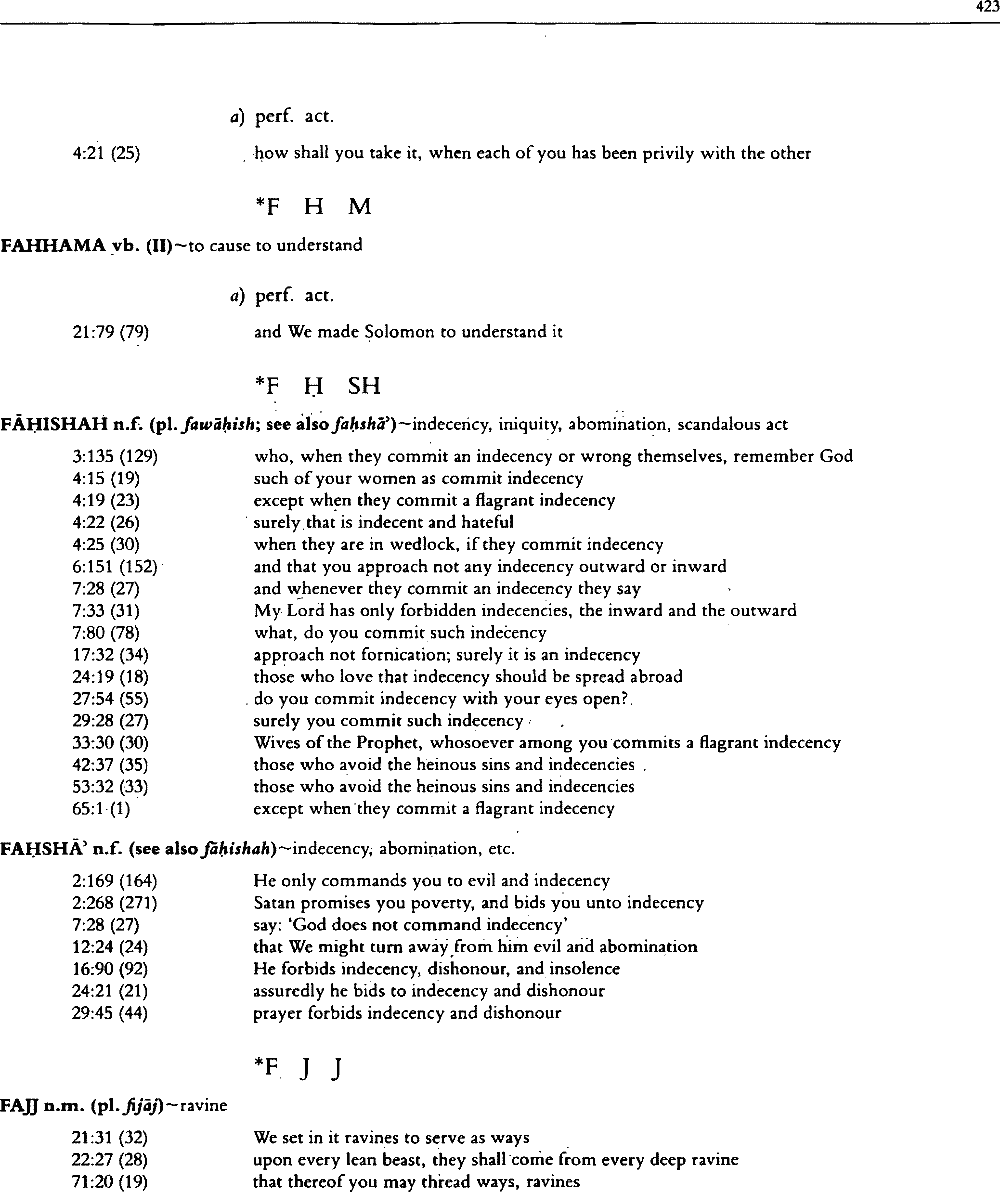 423
a) perf. act.
4:21 (25) how shall you take it, when each of you has been privily with the other
*F H M
FAHHAMA vb. (II)~to cause to understand
a) perf. act.
21:79 (79) and We made Solomon to understand it
*F Ḥ SH
FĀḤISHAH n.f. (pl. fawāḥish; see also faḥshā’)~indecency, iniquity, abomination, scandalous act
3:135 (129) who, when they commit an indecency or wrong themselves, remember God
4:15 (19) such of your women as commit indecency
4:19 (23) except when they commit a flagrant indecency
4:22 (26) surely that is indecent and hateful
4:25 (30) when they are in wedlock, if they commit indecency
6:151 (152) and that you approach not any indecency outward or inward
7:28 (27) and whenever they commit an indecency they say
7:33 (31) My Lord has only forbidden indecencies, the inward and the outward
7:80 (78) what, do you commit such indecency
17:32 (34) approach not fornication; surely it is an indecency
24:19 (18) those who love that indecency should be spread abroad
27:54 (55) do you commit indecency with your eyes open?
29:28 (27) surely you commit such indecency
33:30 (30) Wives of the Prophet, whosoever among you commits a flagrant indecency
42:37 (35) those who avoid the heinous sins and indecencies
53:32 (33) those who avoid the heinous sins and indecencies
65:1 (1) except when they commit a flagrant indecency
FAḤSHĀ’ n.f. (see also fāḥishah)~indecency, abomination, etc.
2:169 (164) He only commands you to evil and indecency
2:268 (271) Satan promises you poverty, and bids you unto indecency
7:28 (27) say: ‘God does not command indecency’
12:24 (24) that We might turn away from him evil and abomination
16:90 (92) He forbids indecency, dishonour, and insolence
24:21 (21) assuredly he bids to indecency and dishonour
29:45 (44) prayer forbids indecency and dishonour
*F J J
FAJJ n.m. (pl. fijāj)~ravine
21:31 (32) We set in it ravines to serve as ways
22:27 (28) upon every lean beast, they shall come from every deep ravine
71:20 (19) that thereof you may thread ways, ravines